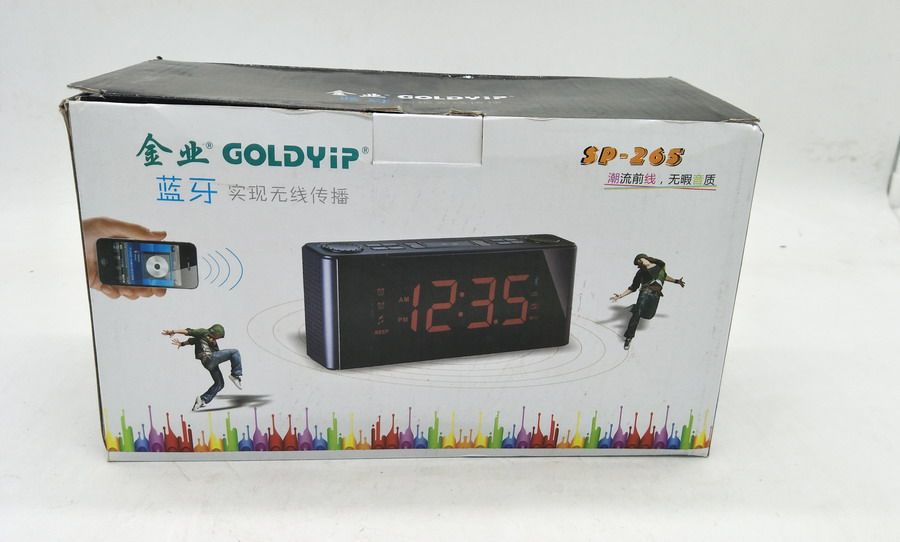 GOLDYiP
金业® GOLDYiP®
蓝牙 实现无线传播
SP-265
潮流前线，无暇音质
AM
PM
12:35
BEEP